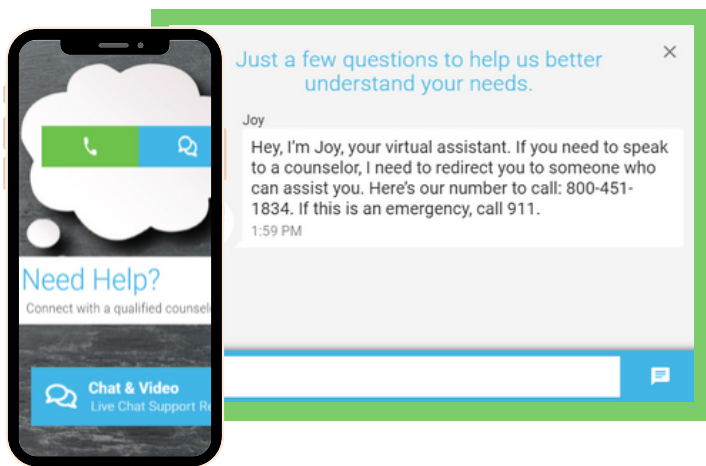 Just a few questions to help us better
understand your needs.
Joy
Hey, I'm Joy, your virtual assistant. If you need to speak
to a counselor, I need to redirect you to someone who
can assist you. Here's our number to call: 800-451-
1834. If this is an emergency, call 911.
1:59 PM
Need Help?
Connect with a qualified
Chat & Video
Live Chat Support